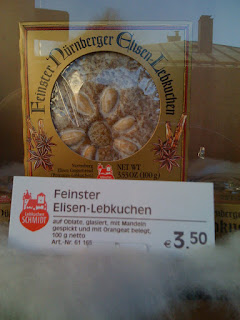 Feinster Nürnberger Elisen-Lebkuchen
NET WT
3.53 OZ. (100 g)
Lebkuchen
SCHMIDT
Feinster
Elisen-Lebkuchen
auf Oblate, glasiert, mit Mandeln
gespickt und mit Orangeat belegt,
100 g netto
Art.-Nr. 61 165
€ 3.50